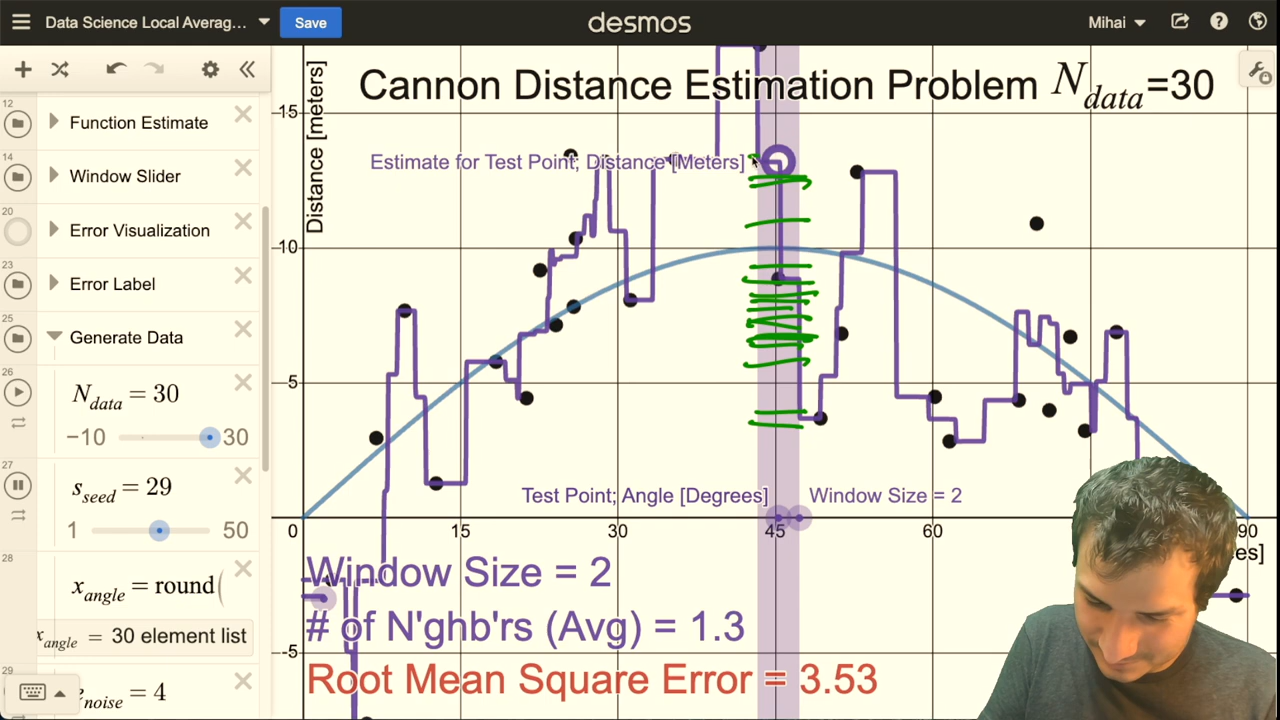 Data Science Local Averag...
Save
desmos
Mihai
12
Function Estimate
14
Window Slider
20
Error Visualization
23
Error Label
25
Generate Data
26
N_data = 30
−10
30
27
s_seed = 29
1
50
28
x_angle = round(
x_angle = 30 element list
29
noise = 4
Cannon Distance Estimation Problem N_data=30
Distance [meters]
15
10
5
0
-5
15
30
45
60
90
Estimate for Test Point; Distance [Meters]
Test Point; Angle [Degrees]
Window Size = 2
es]
Window Size = 2
# of N'ghb'rs (Avg) = 1.3
Root Mean Square Error = 3.53